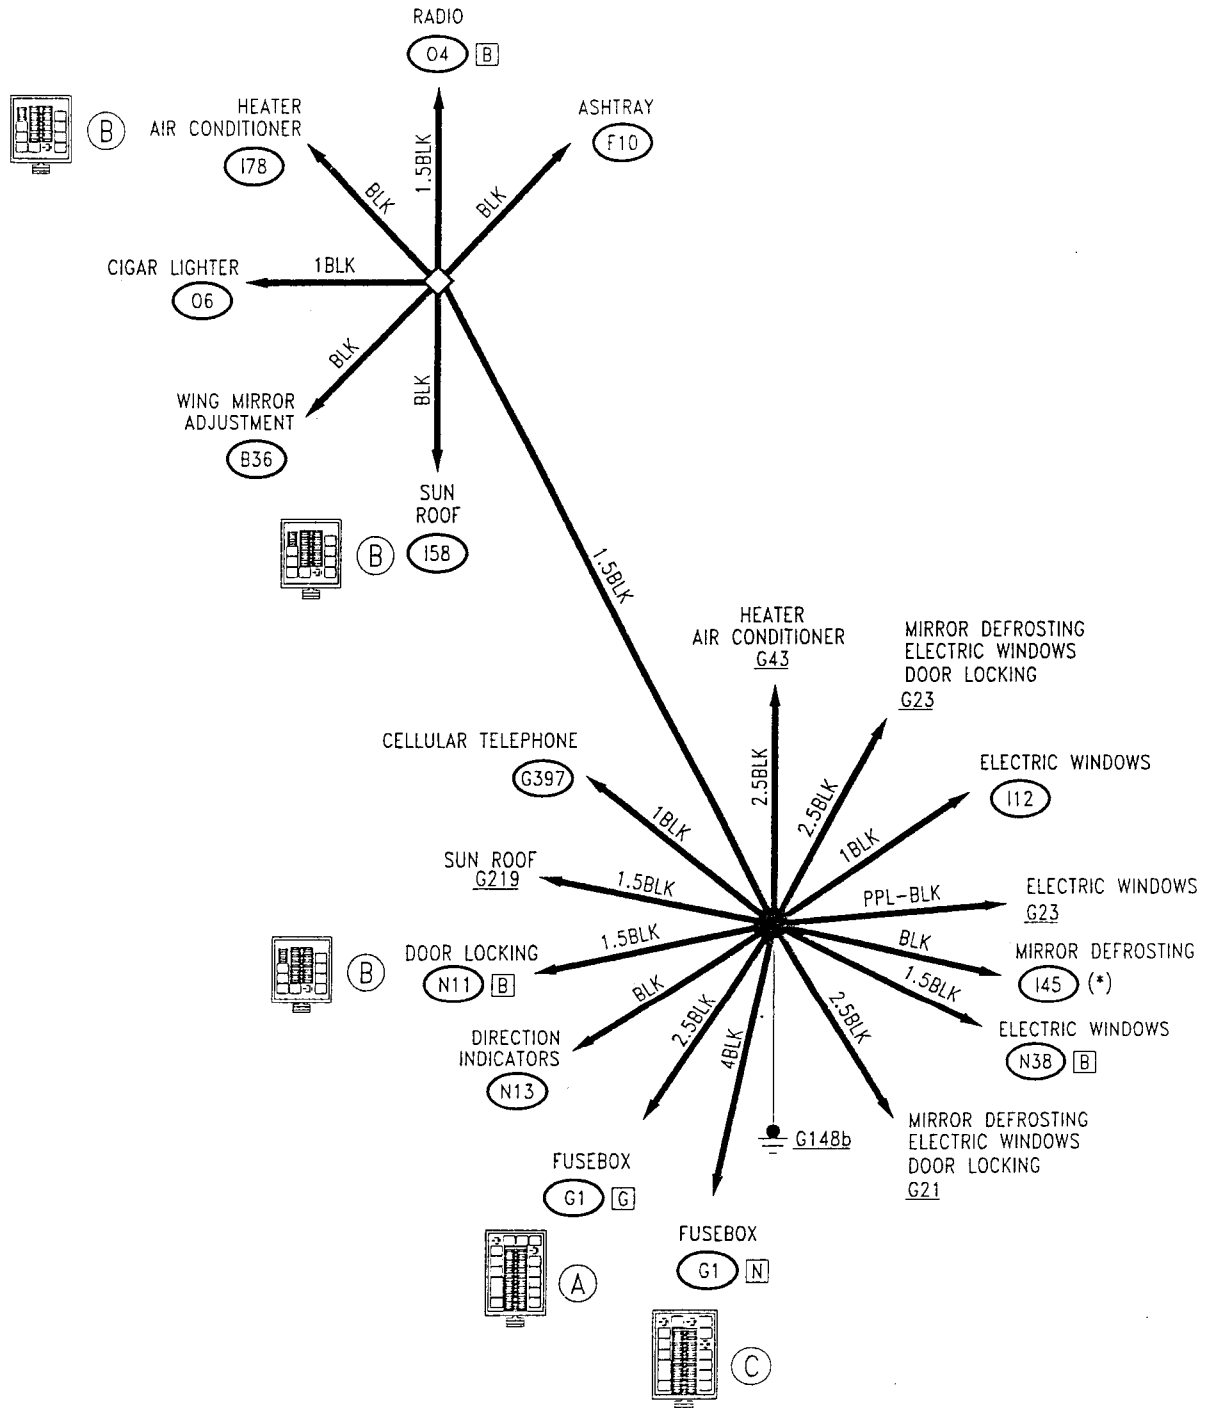 RADIO
O4 B
HEATER
AIR CONDITIONER
I78
B
ASHTRAY
F10
1.5BLK
BLK
BLK
CIGAR LIGHTER
O6
1BLK
BLK
BLK
WING MIRROR
ADJUSTMENT
B36
SUN
ROOF
I58
B
1.5BLK
HEATER
AIR CONDITIONER
G43
MIRROR DEFROSTING
ELECTRIC WINDOWS
DOOR LOCKING
G23
CELLULAR TELEPHONE
G397
2.5BLK
2.5BLK
ELECTRIC WINDOWS
I12
1BLK
1BLK
SUN ROOF
G219
1.5BLK
PPL-BLK
ELECTRIC WINDOWS
G23
DOOR LOCKING
N11 B
B
1.5BLK
BLK
MIRROR DEFROSTING
I45 (*)
BLK
2.5BLK
4BLK
2.5BLK
1.5BLK
ELECTRIC WINDOWS
N38 B
DIRECTION
INDICATORS
N13
G148b
MIRROR DEFROSTING
ELECTRIC WINDOWS
DOOR LOCKING
G21
FUSEBOX
G1 G
A
FUSEBOX
G1 N
C